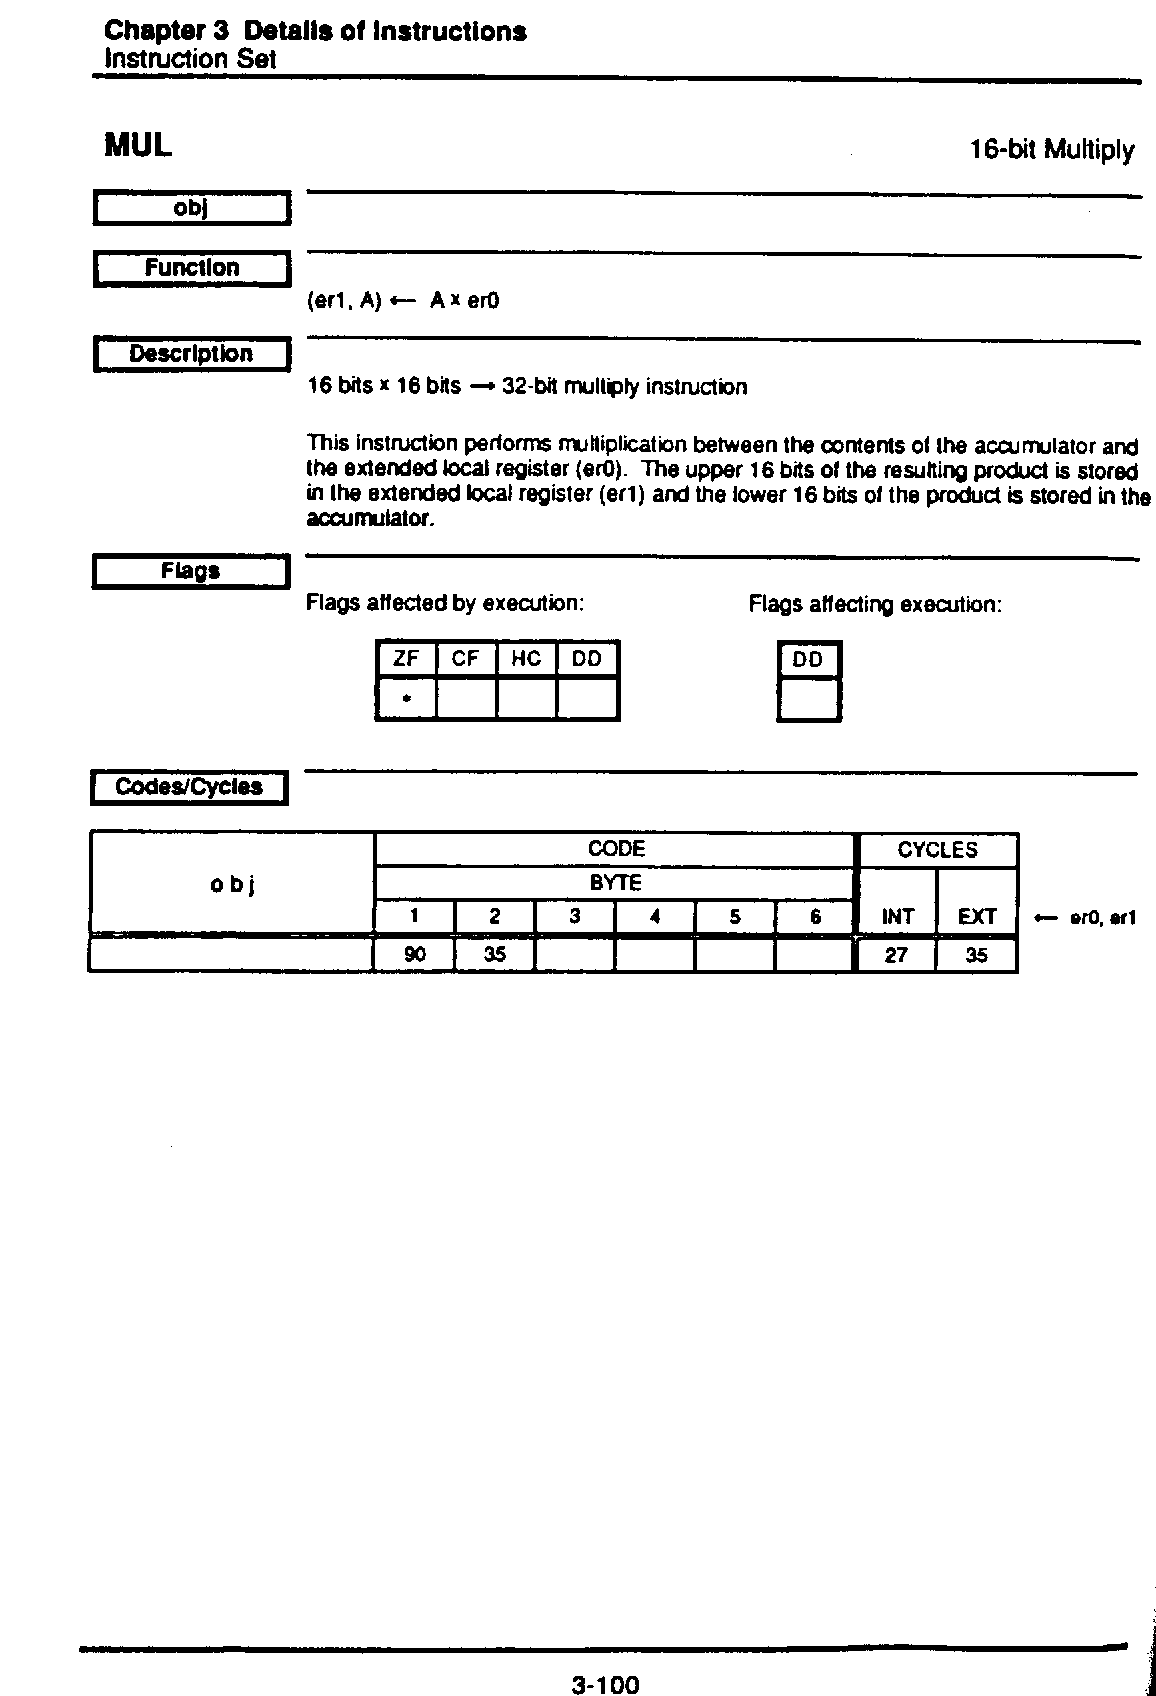 Chapter 3 Details of Instructions
Instruction Set
MUL
16-bit Multiply
obj
Function
(er1, A) ← A x er0
Description
16 bits x 16 bits → 32-bit multiply instruction
This instruction performs multiplication between the contents of the accumulator and
the extended local register (er0). The upper 16 bits of the resulting product is stored
in the extended local register (er1) and the lower 16 bits of the product is stored in the
accumulator.
Flags
Flags affected by execution: Flags affecting execution:
ZF CF HC DD DD
*
Codes/Cycles
obj CODE CYCLES
BYTE
1 2 3 4 5 6 INT EXT ← er0, er1
90 35 27 35
3-100